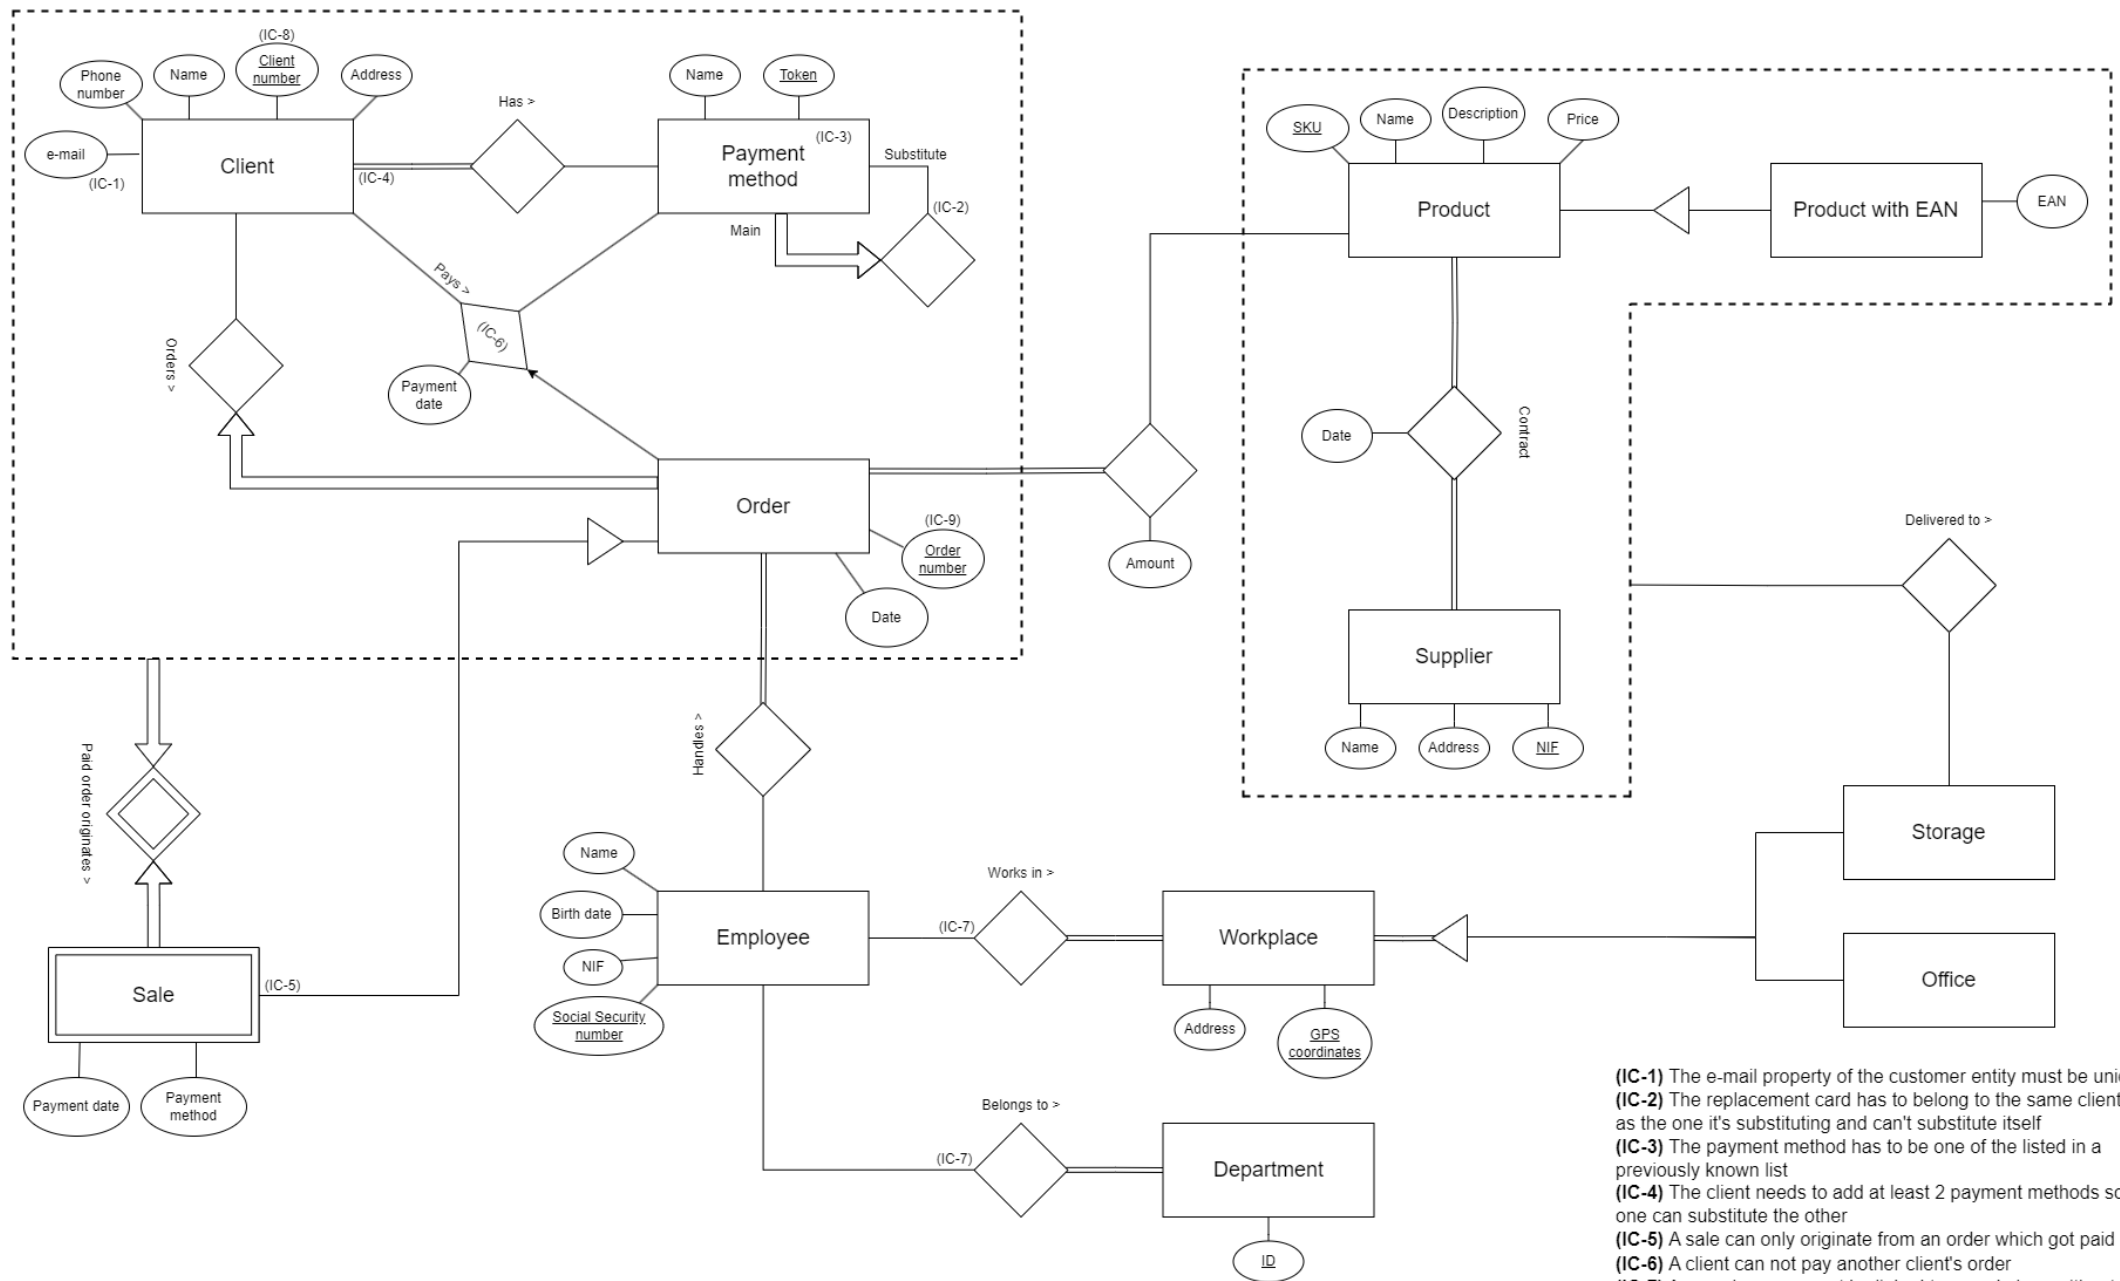 (IC-8)
Phone
number
Name
Client
number
Address
Has >
Name
Token
e-mail
(IC-1)
Client
(IC-4)
Payment
method
(IC-3)
Substitute
(IC-2)
Main
Pays >
(IC-6)
Payment
date
Orders >
Order
(IC-9)
Order
number
Date
SKU
Name
Description
Price
Product
Product with EAN
EAN
Date
Contract
Amount
Delivered to >
Supplier
Name
Address
NIF
Handles >
Paid order originates >
Storage
Name
Birth date
NIF
Social Security
number
Employee
(IC-7)
Works in >
Workplace
Address
GPS
coordinates
Office
Sale
(IC-5)
Payment date
Payment
method
Belongs to >
(IC-7)
Department
ID
(IC-1) The e-mail property of the customer entity must be
(IC-2) The replacement card has to belong to the same client
as the one it's substituting and can't substitute itself
(IC-3) The payment method has to be one of the listed in a
previously known list
(IC-4) The client needs to add at least 2 payment methods
one can substitute the other
(IC-5) A sale can only originate from an order which got paid
(IC-6) A client can not pay another client's order